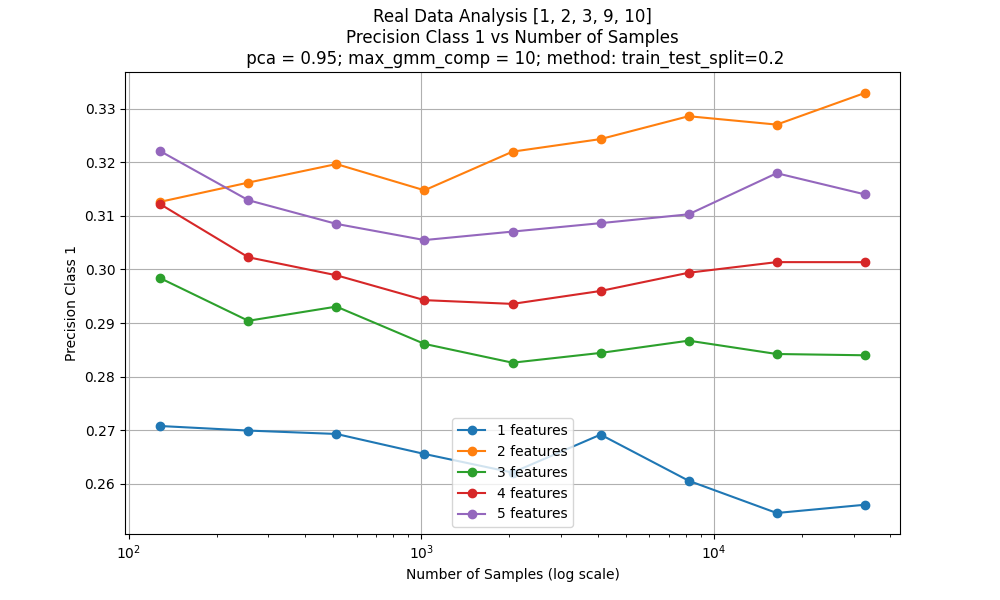 Real Data Analysis [1, 2, 3, 9, 10]
Precision Class 1 vs Number of Samples
pca = 0.95; max_gmm_comp = 10; method: train_test_split=0.2
Precision Class 1
0.33
0.32
0.31
0.30
0.29
0.28
0.27
0.26
1 features
2 features
3 features
4 features
5 features
10²
10³
10⁴
Number of Samples (log scale)